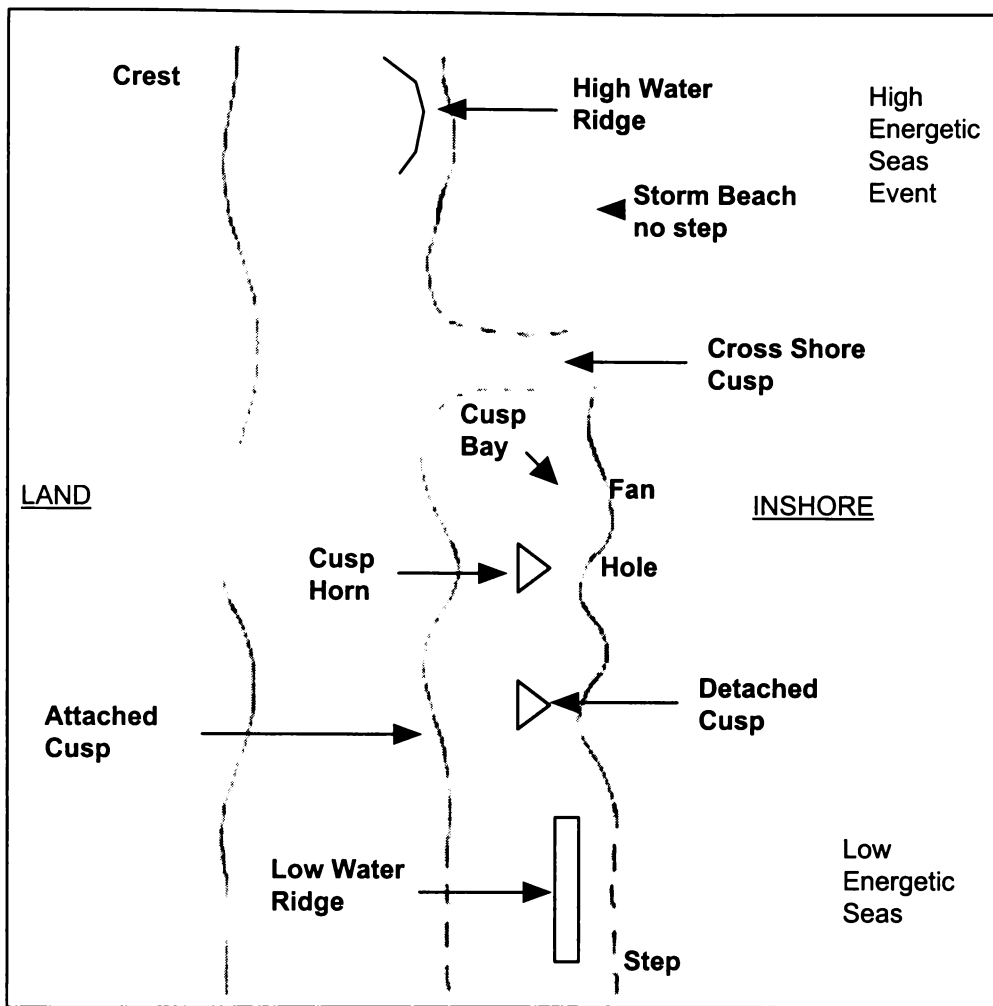 Crest
High Water
Ridge
High
Energetic
Seas
Event
Storm Beach
no step
Cross Shore
Cusp
Cusp
Bay
LAND
Fan
INSHORE
Cusp
Horn
Hole
Attached
Cusp
Detached
Cusp
Low Water
Ridge
Low
Energetic
Seas
Step